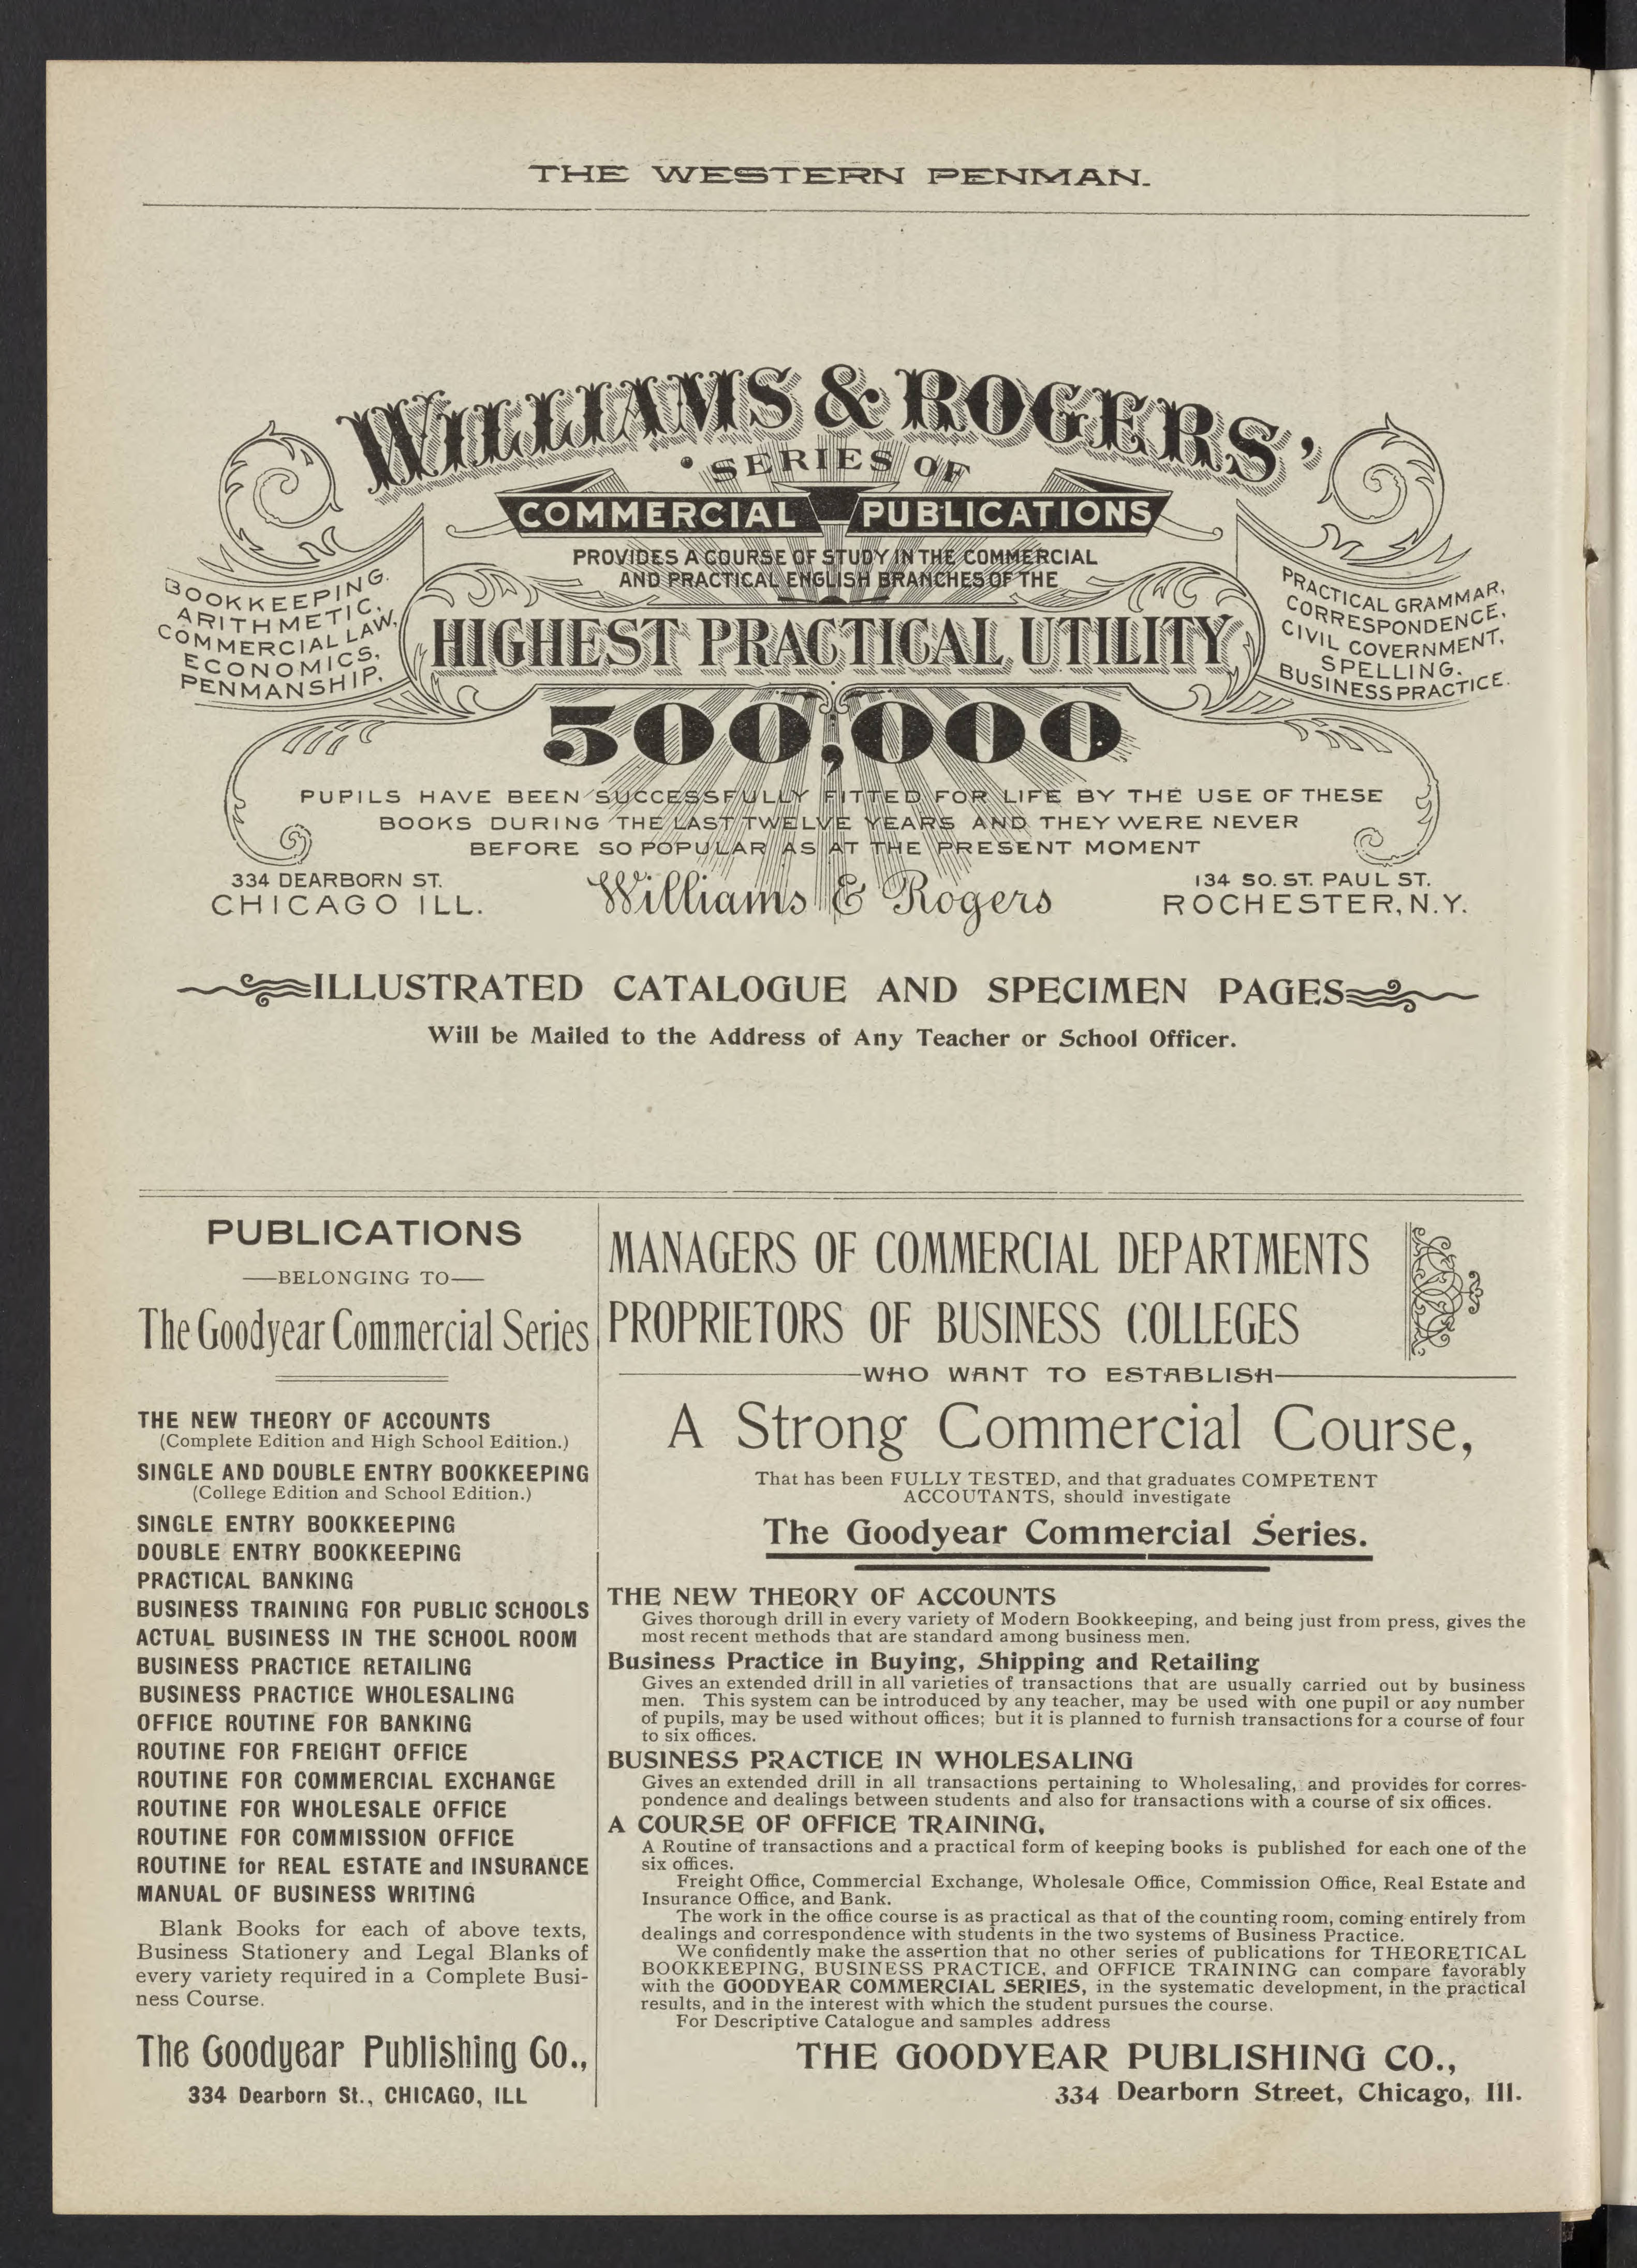 THE WESTERN PENMAN.
WILLIAMS & ROGERS'
SERIES OF
COMMERCIAL PUBLICATIONS
PROVIDES A COURSE OF STUDY IN THE COMMERCIAL
AND PRACTICAL ENGLISH BRANCHES OF THE
HIGHEST PRACTICAL UTILITY
BOOKKEEPING.
ARITHMETIC,
COMMERCIAL LAW,
ECONOMICS,
PENMANSHIP,
PRACTICAL GRAMMAR,
CORRESPONDENCE,
CIVIL GOVERNMENT,
SPELLING.
BUSINESS PRACTICE.
500,000
PUPILS HAVE BEEN SUCCESSFULLY FITTED FOR LIFE BY THE USE OF THESE
BOOKS DURING THE LAST TWELVE YEARS AND THEY WERE NEVER
BEFORE SO POPULAR AS AT THE PRESENT MOMENT
334 DEARBORN ST.
CHICAGO ILL.
Williams & Rogers
134 SO. ST. PAUL ST.
ROCHESTER, N.Y.
ILLUSTRATED CATALOGUE AND SPECIMEN PAGES
Will be Mailed to the Address of Any Teacher or School Officer.
PUBLICATIONS
—BELONGING TO—
The Goodyear Commercial Series
THE NEW THEORY OF ACCOUNTS
(Complete Edition and High School Edition.)
SINGLE AND DOUBLE ENTRY BOOKKEEPING
(College Edition and School Edition.)
SINGLE ENTRY BOOKKEEPING
DOUBLE ENTRY BOOKKEEPING
PRACTICAL BANKING
BUSINESS TRAINING FOR PUBLIC SCHOOLS
ACTUAL BUSINESS IN THE SCHOOL ROOM
BUSINESS PRACTICE RETAILING
BUSINESS PRACTICE WHOLESALING
OFFICE ROUTINE FOR BANKING
ROUTINE FOR FREIGHT OFFICE
ROUTINE FOR COMMERCIAL EXCHANGE
ROUTINE FOR WHOLESALE OFFICE
ROUTINE FOR COMMISSION OFFICE
ROUTINE for REAL ESTATE and INSURANCE
MANUAL OF BUSINESS WRITING
Blank Books for each of above texts,
Business Stationery and Legal Blanks of
every variety required in a Complete Busi-
ness Course.
The Goodyear Publishing Co.,
334 Dearborn St., CHICAGO, ILL
MANAGERS OF COMMERCIAL DEPARTMENTS
PROPRIETORS OF BUSINESS COLLEGES
WHO WANT TO ESTABLISH
A Strong Commercial Course,
That has been FULLY TESTED, and that graduates COMPETENT
ACCOUTANTS, should investigate
The Goodyear Commercial Series.
THE NEW THEORY OF ACCOUNTS
Gives thorough drill in every variety of Modern Bookkeeping, and being just from press, gives the
most recent methods that are standard among business men.
Business Practice in Buying, Shipping and Retailing
Gives an extended drill in all varieties of transactions that are usually carried out by business
men. This system can be introduced by any teacher, may be used with one pupil or any number
of pupils, may be used without offices; but it is planned to furnish transactions for a course of four
to six offices.
BUSINESS PRACTICE IN WHOLESALING
Gives an extended drill in all transactions pertaining to Wholesaling, and provides for corres-
pondence and dealings between students and also for transactions with a course of six offices.
A COURSE OF OFFICE TRAINING,
A Routine of transactions and a practical form of keeping books is published for each one of the
six offices.
Freight Office, Commercial Exchange, Wholesale Office, Commission Office, Real Estate and
Insurance Office, and Bank.
The work in the office course is as practical as that of the counting room, coming entirely from
dealings and correspondence with students in the two systems of Business Practice.
We confidently make the assertion that no other series of publications for THEORETICAL
BOOKKEEPING, BUSINESS PRACTICE, and OFFICE TRAINING can compare favorably
with the GOODYEAR COMMERCIAL SERIES, in the systematic development, in the practical
results, and in the interest with which the student pursues the course.
For Descriptive Catalogue and samples address
THE GOODYEAR PUBLISHING CO.,
334 Dearborn Street, Chicago, Ill.